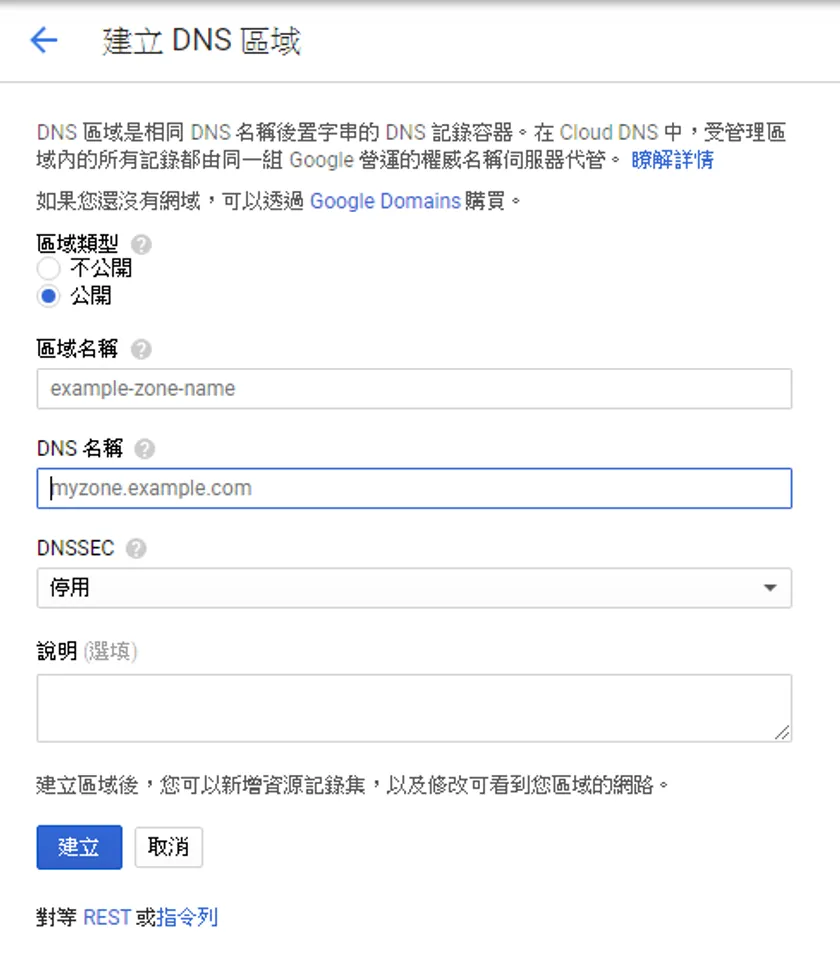 建立 DNS 區域
DNS 區域是相同 DNS 名稱後置字串的 DNS 記錄容器。在 Cloud DNS 中，受管理區
域內的所有記錄都由同一組 Google 營運的權威名稱伺服器代管。 瞭解詳情
如果您還沒有網域，可以透過 Google Domains 購買。
區域類型 ?
不公開
公開
區域名稱 ?
example-zone-name
DNS 名稱 ?
myzone.example.com
DNSSEC ?
停用
說明 (選填)
建立區域後，您可以新增資源記錄集，以及修改可看到您區域的網路。
建立 取消
對等 REST 或指令列